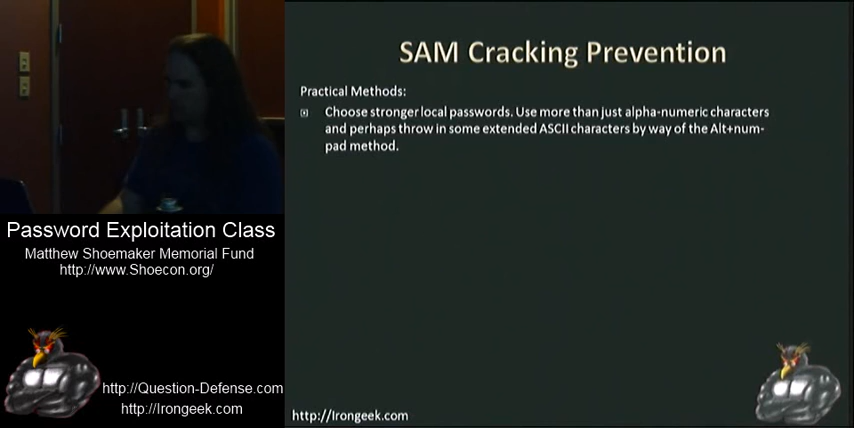 SAM Cracking Prevention
Practical Methods:
Choose stronger local passwords. Use more than just alpha-numeric characters
and perhaps throw in some extended ASCII characters by way of the Alt+num-
pad method.
http://Irongeek.com
Password Exploitation Class
Matthew Shoemaker Memorial Fund
http://www.Shoecon.org/
http://Question-Defense.com
http://Irongeek.com